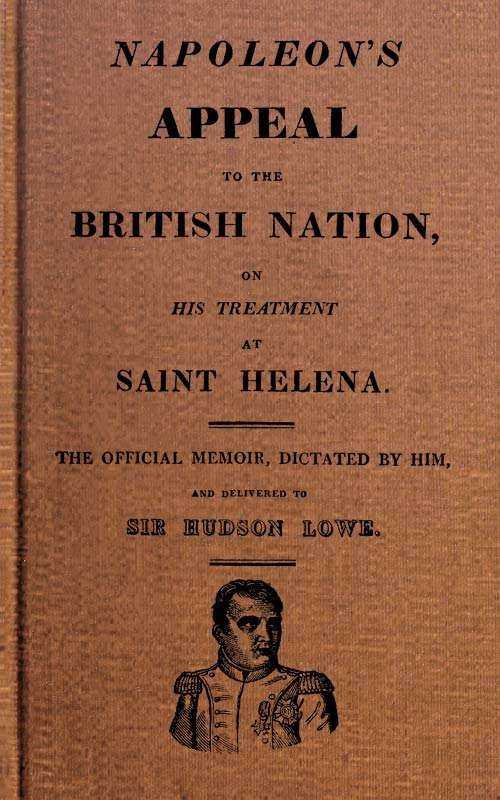 NAPOLEON'S
APPEAL
TO THE
BRITISH NATION,
ON
HIS TREATMENT
AT
SAINT HELENA.
THE OFFICIAL MEMOIR, DICTATED BY HIM,
AND DELIVERED TO
SIR HUDSON LOWE.